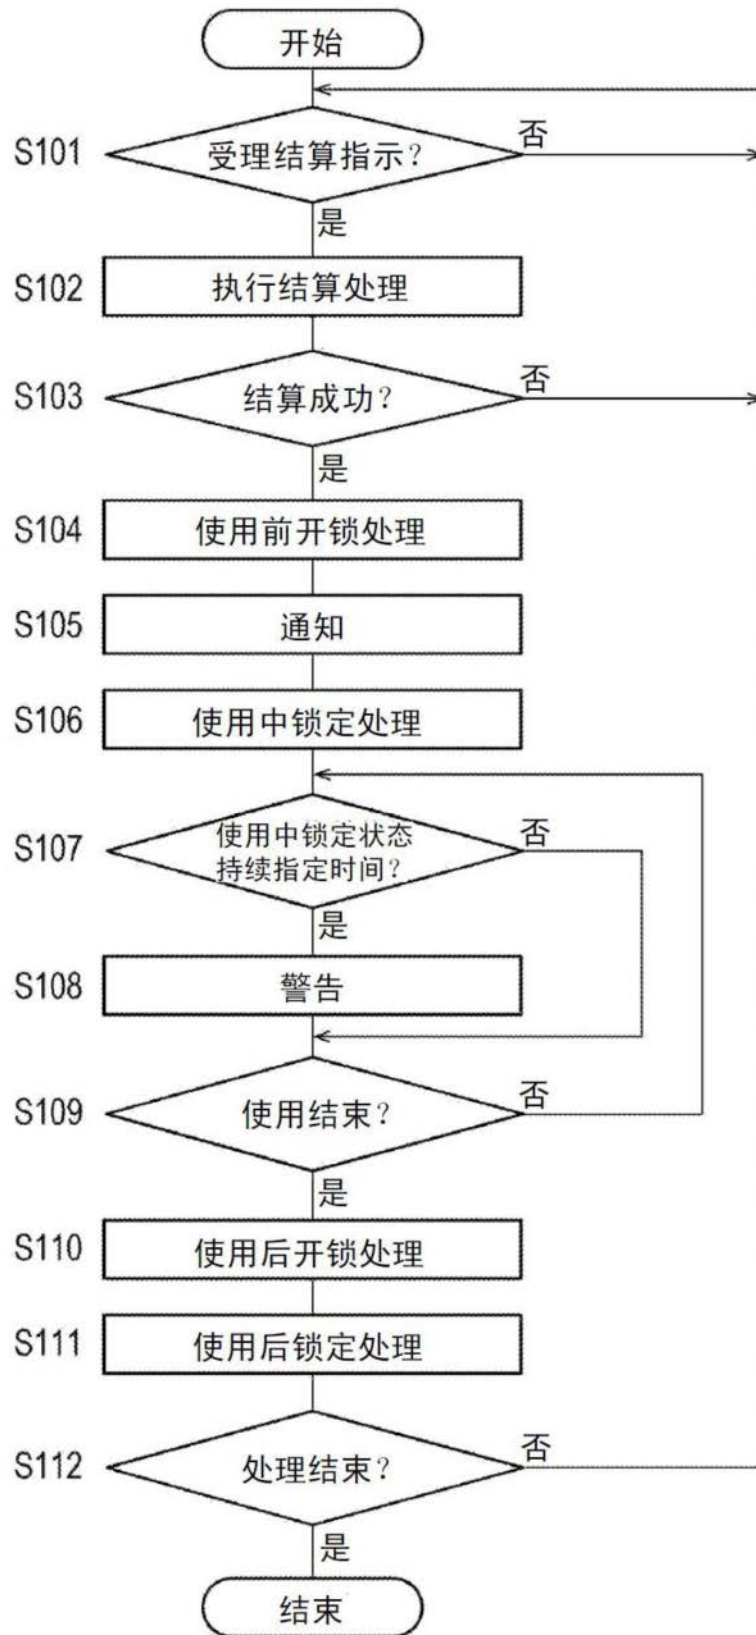 开始
S101
受理结算指示?
否
是
S102
执行结算处理
S103
结算成功?
否
是
S104
使用前开锁处理
S105
通知
S106
使用中锁定处理
S107
使用中锁定状态
持续指定时间?
否
是
S108
警告
S109
使用结束?
否
是
S110
使用后开锁处理
S111
使用后锁定处理
S112
处理结束?
否
是
结束